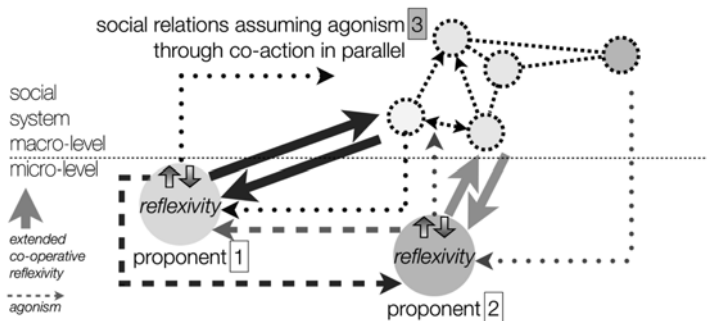 social relations assuming agonism 3
through co-action in parallel
social
system
macro-level
micro-level
reflexivity
proponent 1
extended
co-operative
reflexivity
agonism
reflexivity
proponent 2